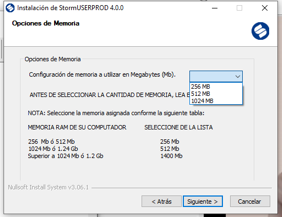 Instalación de StormUSERPROD 4.0.0
Opciones de Memoria
Opciones de Memoria
Configuración de memoria a utilizar en Megabytes (Mb).
256 MB
512 MB
1024 MB
ANTES DE SELECCIONAR LA CANTIDAD DE MEMORIA, LEA
NOTA: Seleccione la memoria asignada conforme la siguiente tabla:
MEMORIA RAM DE SU COMPUTADOR SELECCIONE DE LA LISTA
256 Mb ó 512 Mb 256 Mb
1024 Mb ó 1.24 Gb 512 Mb
Superior a 1024 Mb ó 1.2 Gb 1400 Mb
Nullsoft Install System v3.06.1
< Atrás Siguiente > Cancelar